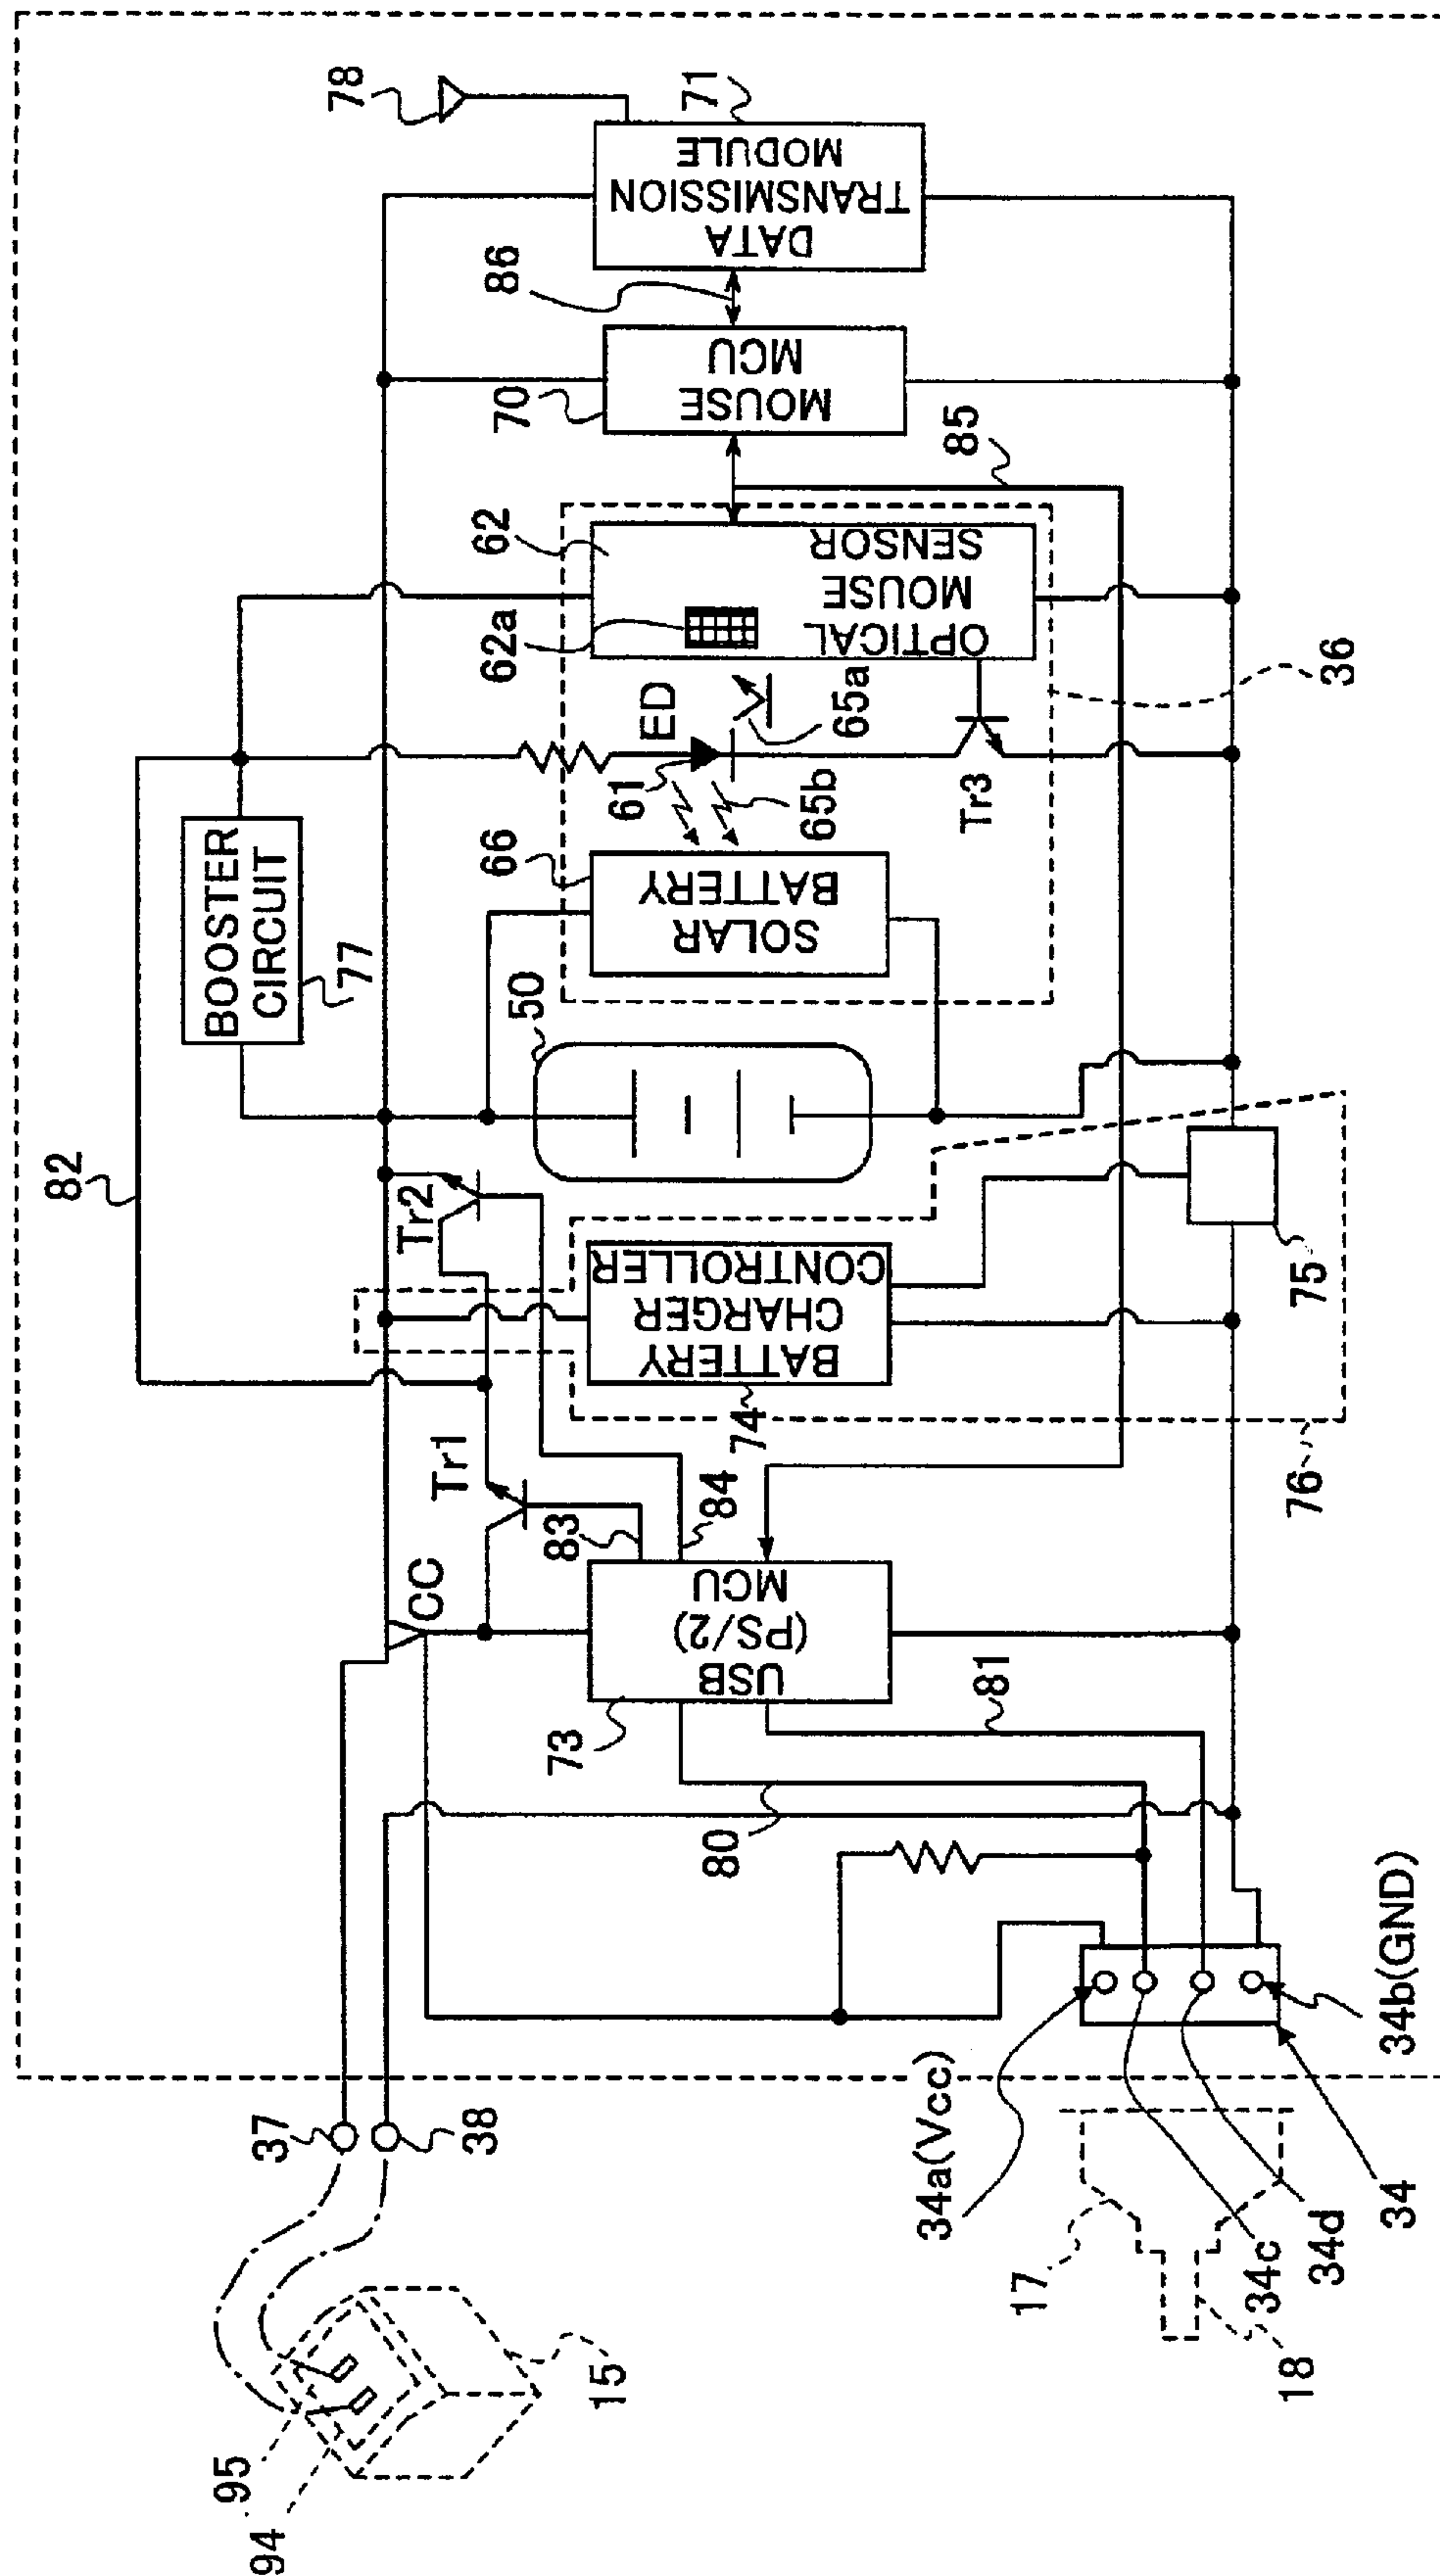 78
71
DATA
TRANSMISSION
MODULE
86
70
MOUSE
MCU
85
62
62a
OPTICAL
MOUSE
SENSOR
36
ED
61
65a
65b
Tr3
66
SOLAR
BATTERY
BOOSTER
CIRCUIT
77
50
82
Tr2
BATTERY
CHARGER
CONTROLLER
74
75
76
Tr1
83
84
CC
USB
(PS/2)
MCU
73
81
80
37
38
34a(Vcc)
34b(GND)
34c
34d
34
17
18
15
95
94